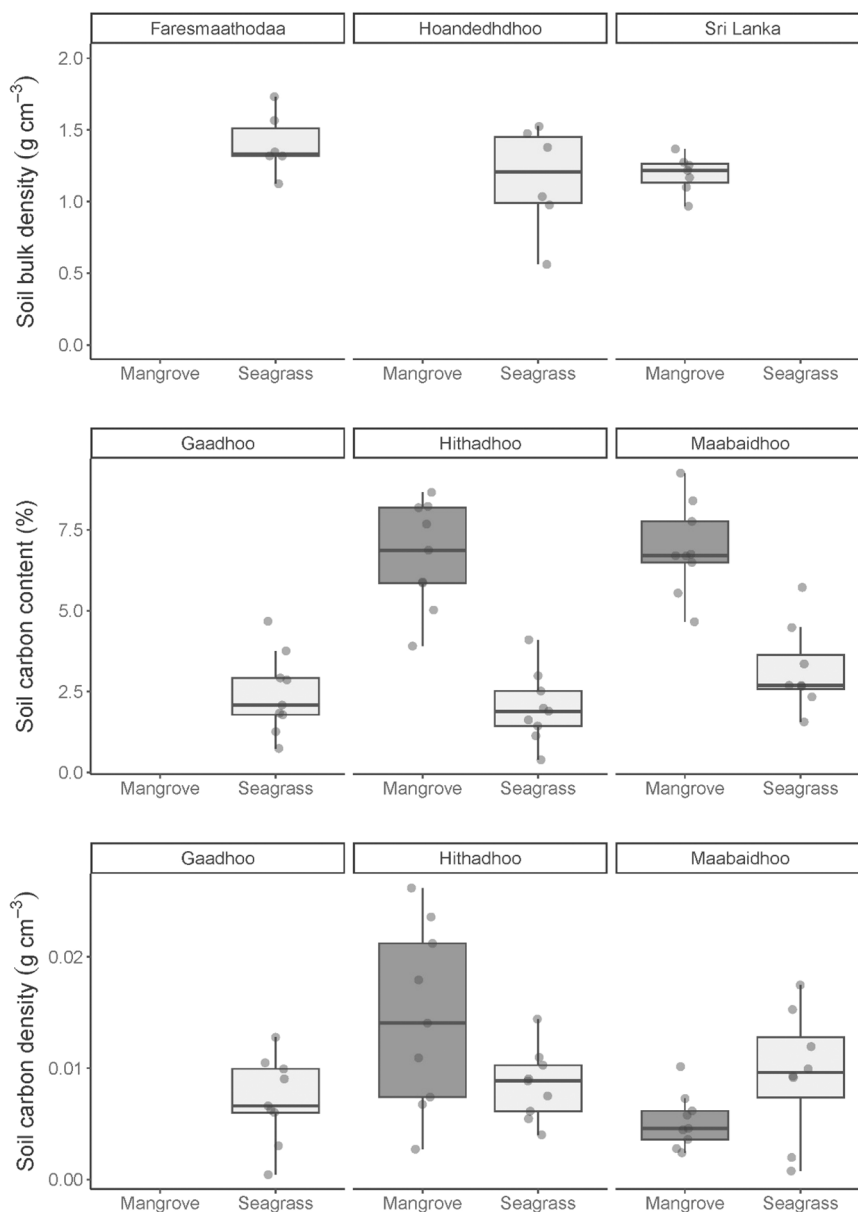 Faresmaathodaa Hoandedhdhoo Sri Lanka
Soil bulk density (g cm⁻³)
2.0
1.5
1.0
0.5
0.0
Mangrove Seagrass Mangrove Seagrass Mangrove Seagrass
Gaadhoo Hithadhoo Maabaidhoo
Soil carbon content (%)
7.5
5.0
2.5
0.0
Mangrove Seagrass Mangrove Seagrass Mangrove Seagrass
Gaadhoo Hithadhoo Maabaidhoo
Soil carbon density (g cm⁻³)
0.02
0.01
0.00
Mangrove Seagrass Mangrove Seagrass Mangrove Seagrass